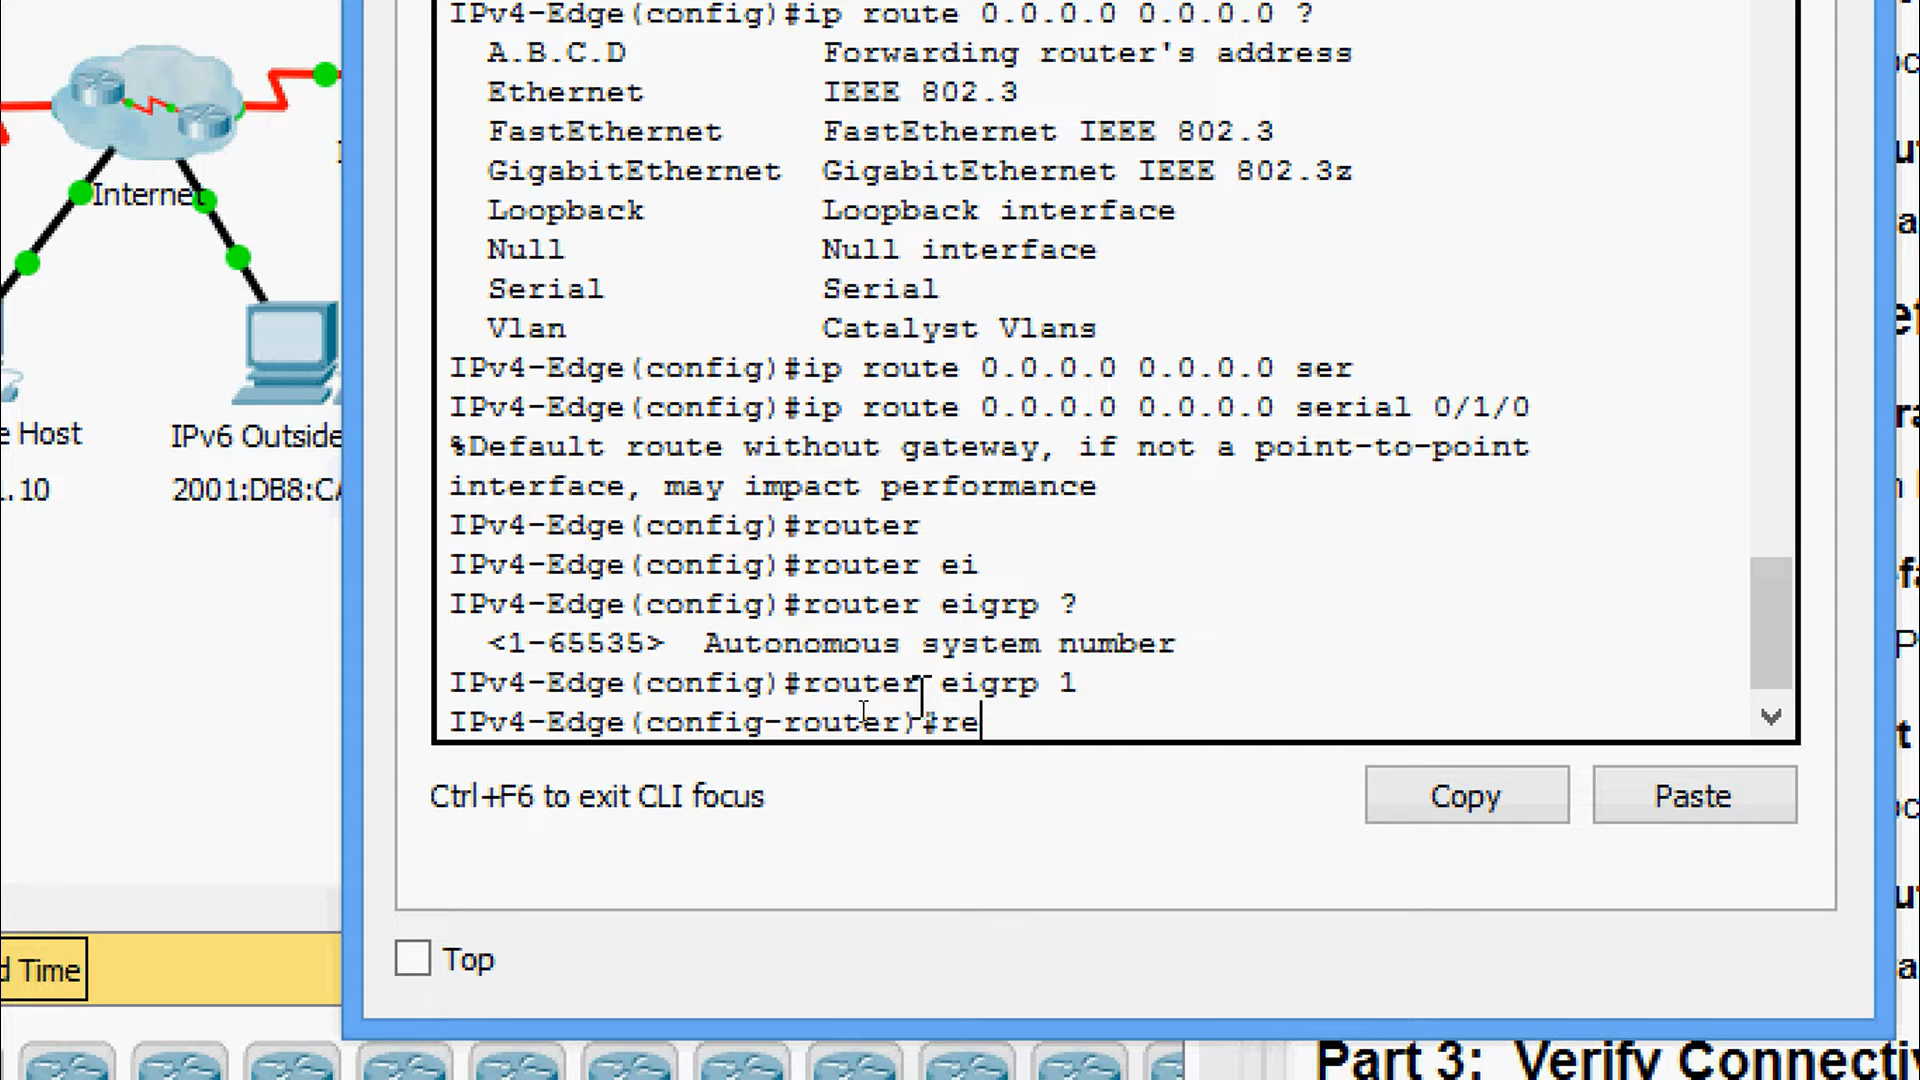 IPv4-Edge(config)#ip route 0.0.0.0 0.0.0.0 ?
A.B.C.D Forwarding router's address
Ethernet IEEE 802.3
FastEthernet FastEthernet IEEE 802.3
GigabitEthernet GigabitEthernet IEEE 802.3z
Loopback Loopback interface
Null Null interface
Serial Serial
Vlan Catalyst Vlans
IPv4-Edge(config)#ip route 0.0.0.0 0.0.0.0 ser
IPv4-Edge(config)#ip route 0.0.0.0 0.0.0.0 serial 0/1/0
%Default route without gateway, if not a point-to-point
interface, may impact performance
IPv4-Edge(config)#router
IPv4-Edge(config)#router ei
IPv4-Edge(config)#router eigrp ?
<1-65535> Autonomous system number
IPv4-Edge(config)#router eigrp 1
IPv4-Edge(config-router)#re
Ctrl+F6 to exit CLI focus
Copy
Paste
Top
Internet
e Host
IPv6 Outside
.10
2001:DB8:CA
d Time
Part 3: Verify Connectiv